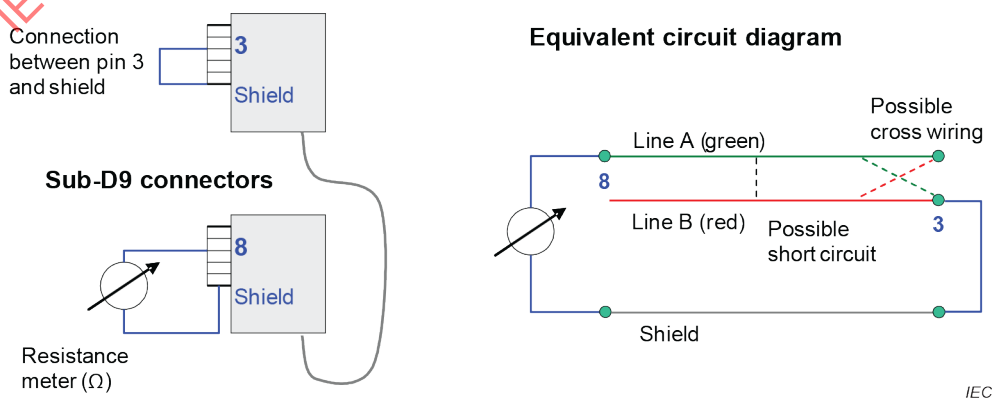 IE
Connection
between pin 3
and shield
3
Shield
Sub-D9 connectors
8
Shield
Resistance
meter (Ω)
Equivalent circuit diagram
Possible
cross wiring
Line A (green)
8
Line B (red)
Possible
short circuit
3
Shield
IEC